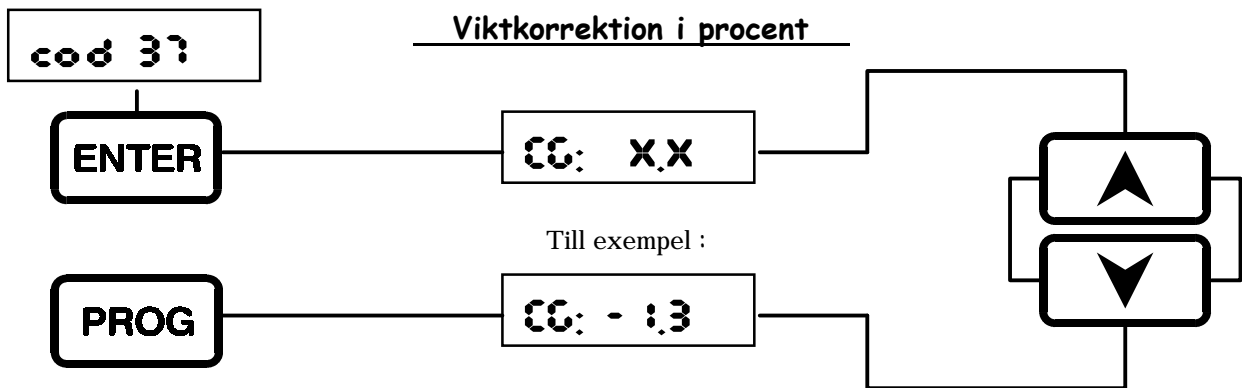 cod 37
Viktkorrektion i procent
ENTER
CG: X.X
Till exempel :
PROG
CG: - 1.3